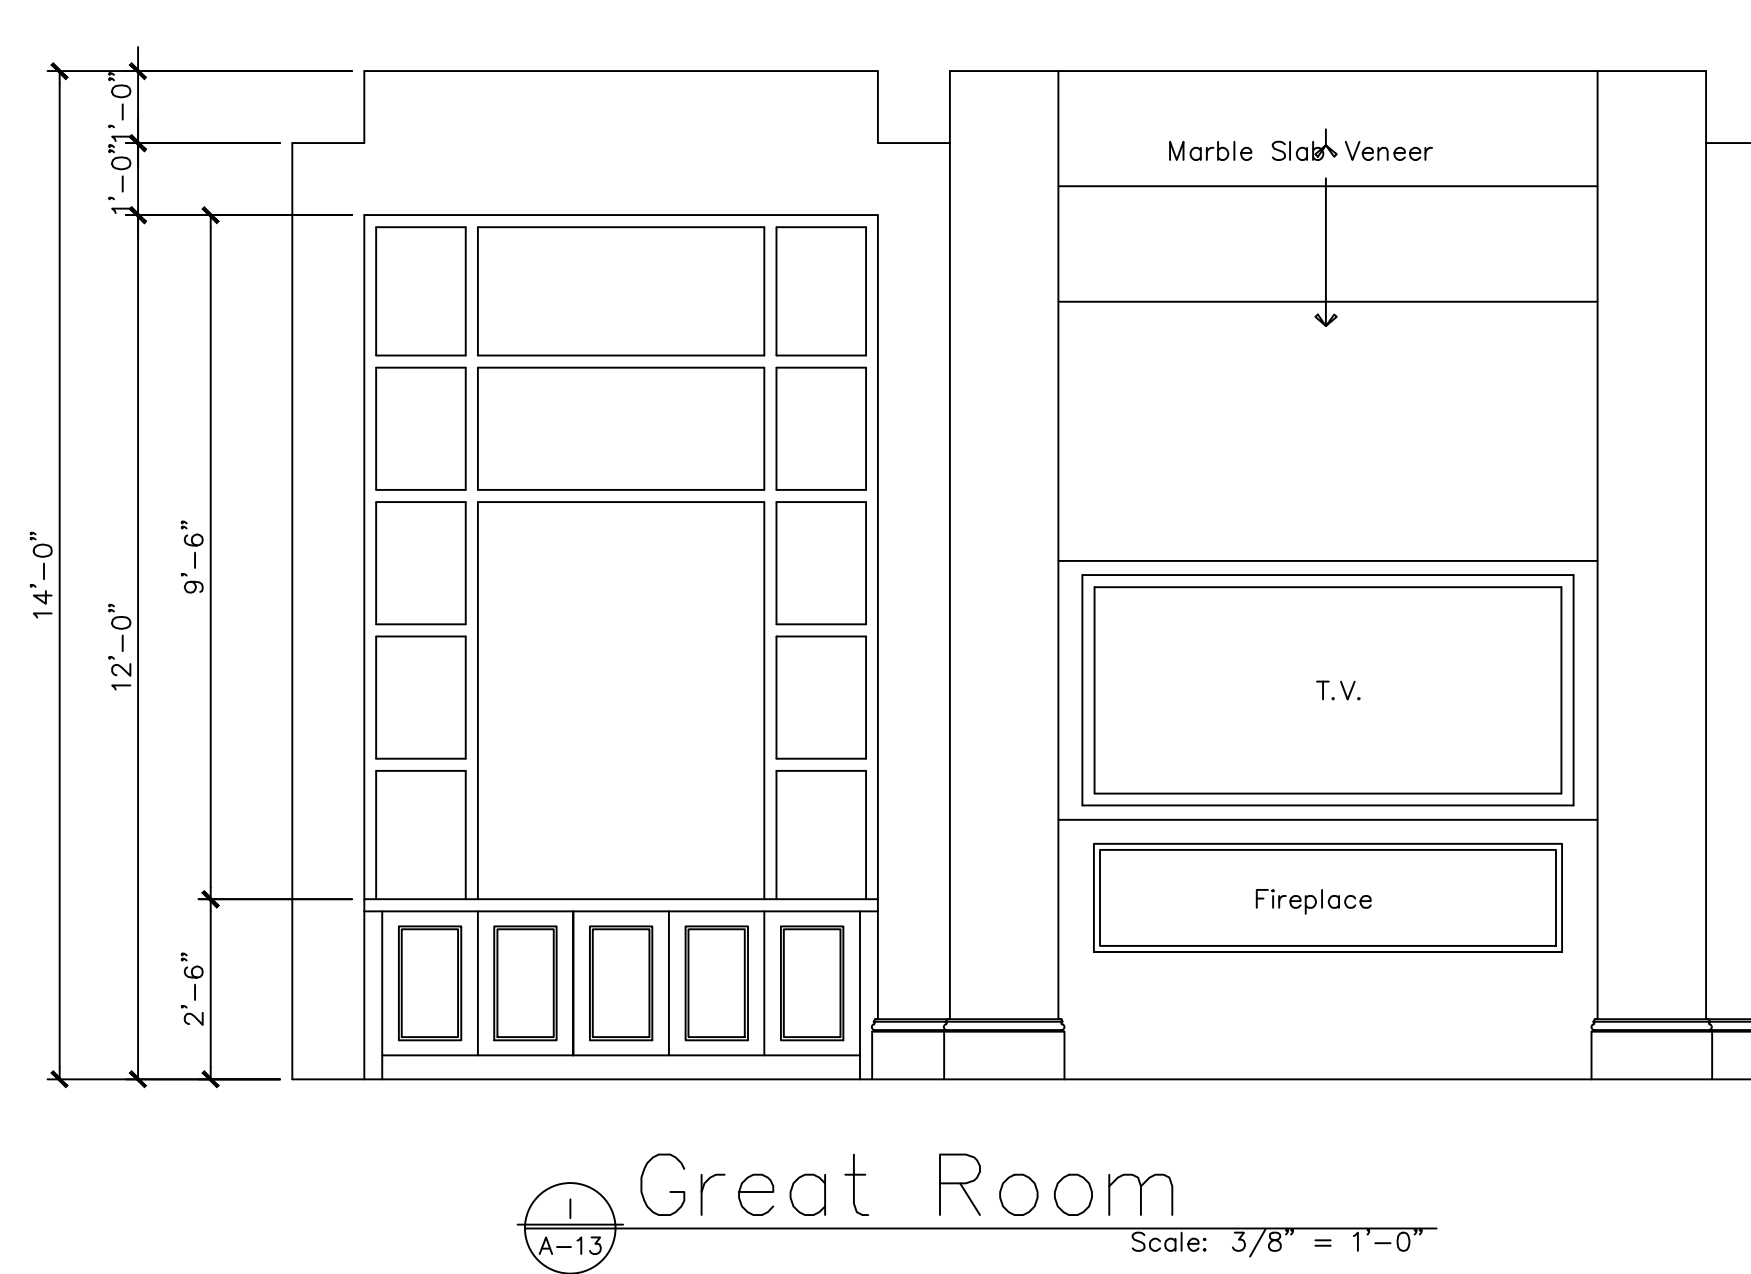 1'-0"
1'-0"
Marble Slab Veneer
14'-0"
12'-0"
9'-6"
T.V.
Fireplace
2'-6"
Great Room
1
A-13
Scale: 3/8" = 1'-0"